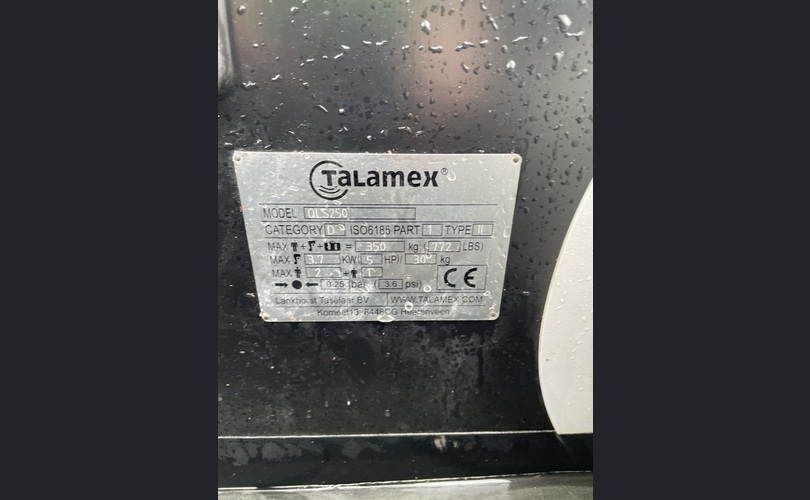 TaLamex®
MODEL QLS250
CATEGORY D ISO6185 PART 1 TYPE II
MAX + + = 350 kg (772 LBS)
MAX 3.7 KW(5 HP)/ 30 kg
MAX 2 + 1
0.25 bar (3.6 psi) CE
Lankhorst Taselaar BV WWW.TALAMEX.COM
8448CG Heerenveen